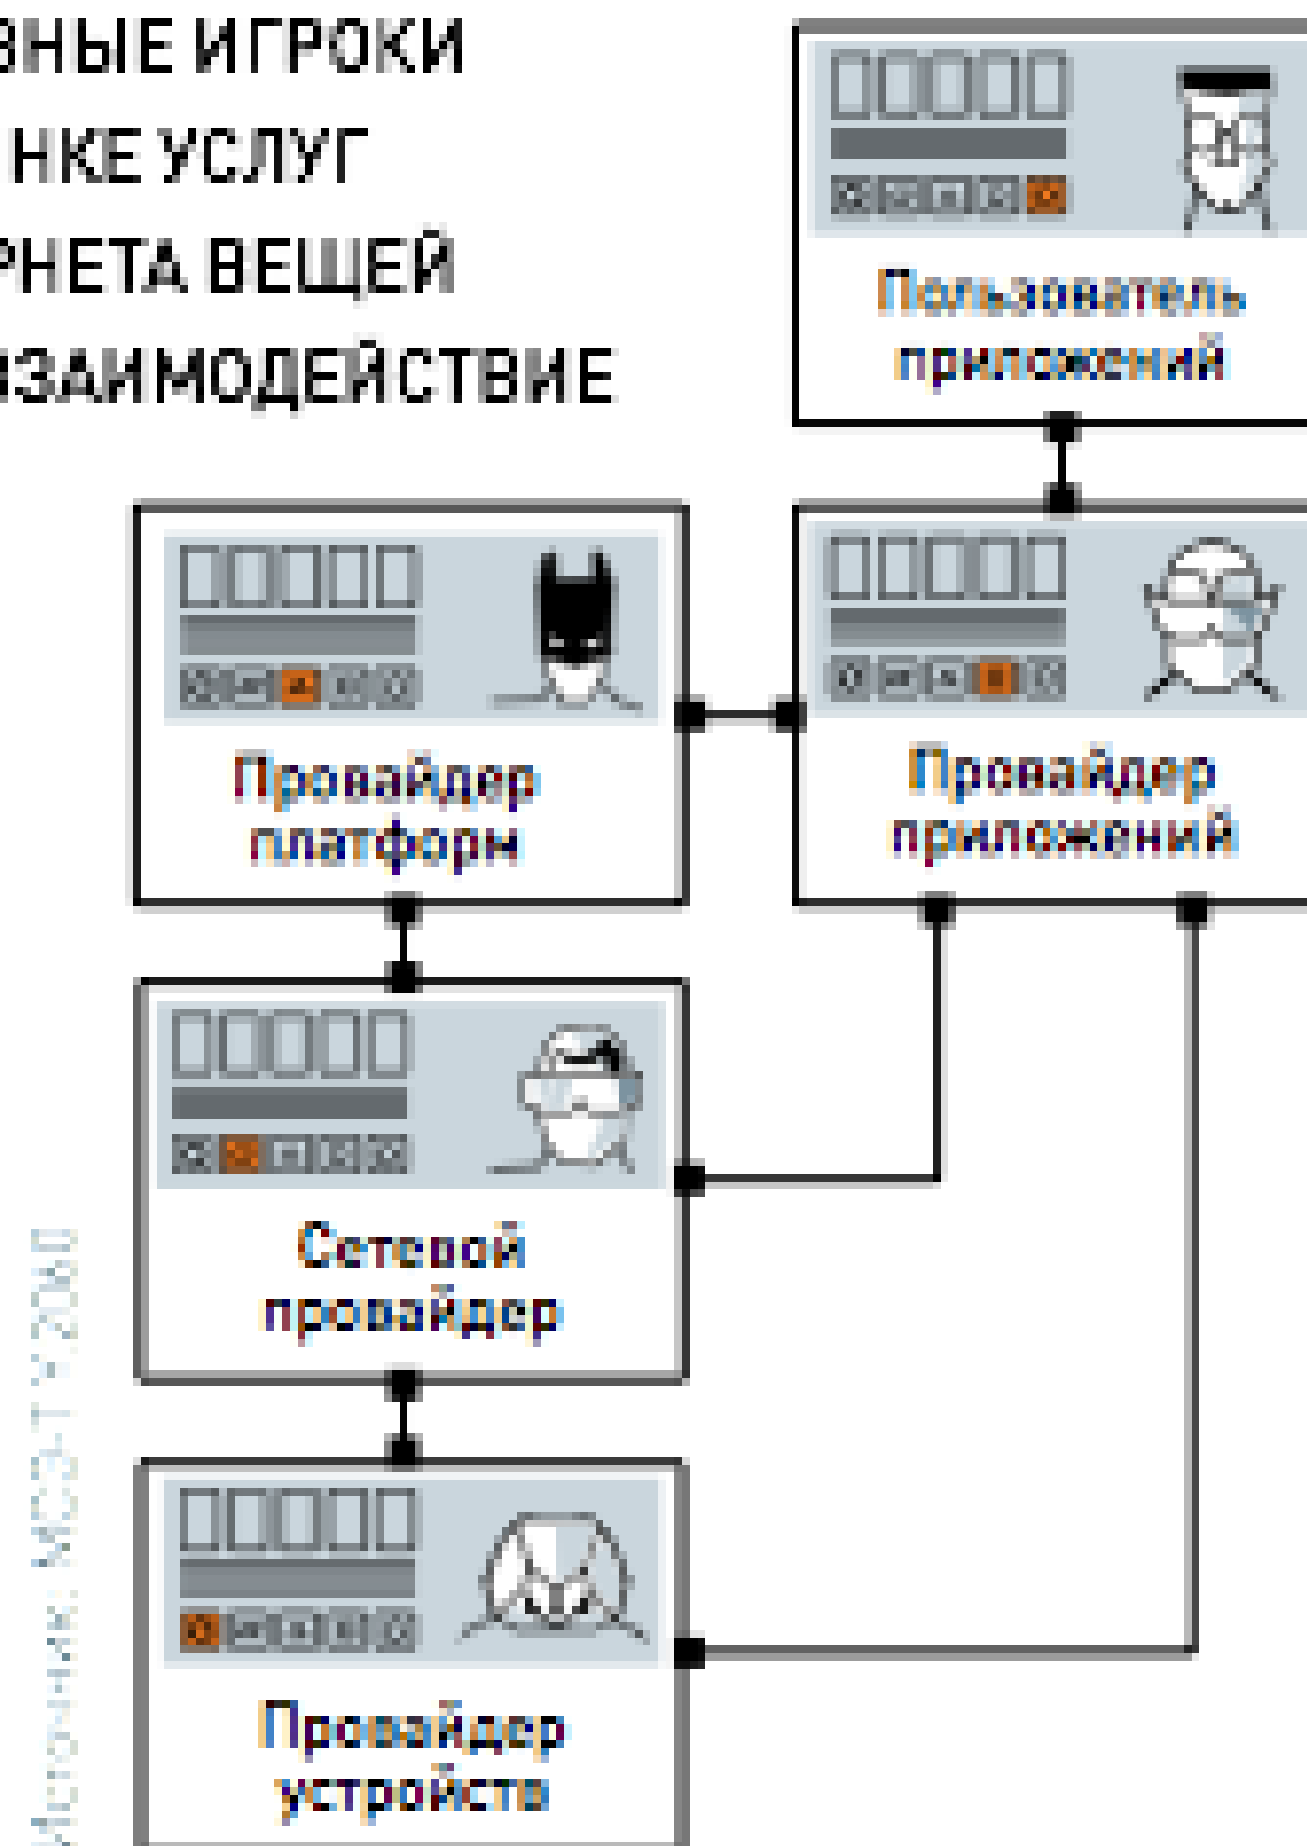 ВНЫЕ ИГРОКИ
НКЕ УСЛУГ
РНЕТА ВЕЩЕЙ
ВЗАИМОДЕЙСТВИЕ
Пользователь
приложений
Провайдер
платформ
Провайдер
приложений
Сетевой
провайдер
Провайдер
устройств
Источник: МСЭ-Т Y.2060